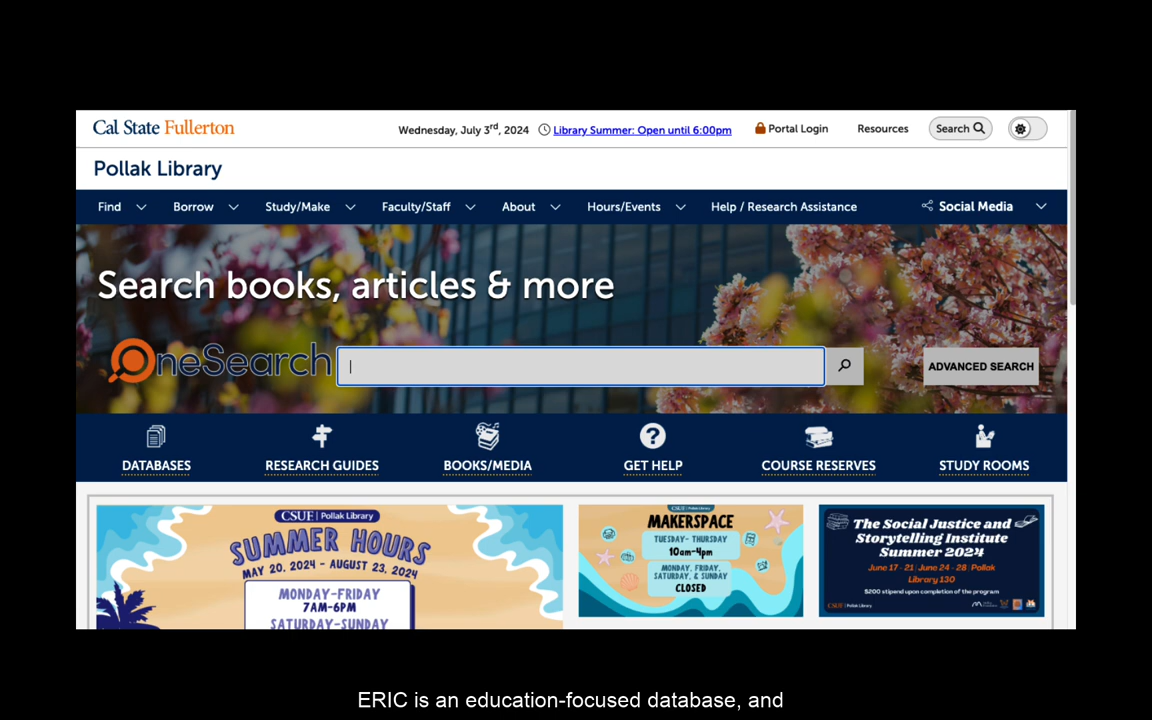 Cal State Fullerton
Wednesday, July 3rd, 2024 Library Summer: Open until 6:00pm Portal Login Resources Search
Pollak Library
Find Borrow Study/Make Faculty/Staff About Hours/Events Help / Research Assistance Social Media
Search books, articles & more
OneSearch
ADVANCED SEARCH
DATABASES RESEARCH GUIDES BOOKS/MEDIA GET HELP COURSE RESERVES STUDY ROOMS
CSUF | Pollak Library
SUMMER HOURS
MAY 20, 2024 - AUGUST 23, 2024
MONDAY-FRIDAY
7AM-6PM
SATURDAY-SUNDAY
CSUF | Pollak Library
MAKERSPACE
TUESDAY- THURSDAY
10am-4pm
MONDAY, FRIDAY,
SATURDAY, & SUNDAY
CLOSED
The Social Justice and
Storytelling Institute
Summer 2024
June 17 - 21 | June 24 - 28 | Pollak
Library 130
$200 stipend upon completion of the program
CSUF | Pollak Library
ERIC is an education-focused database, and